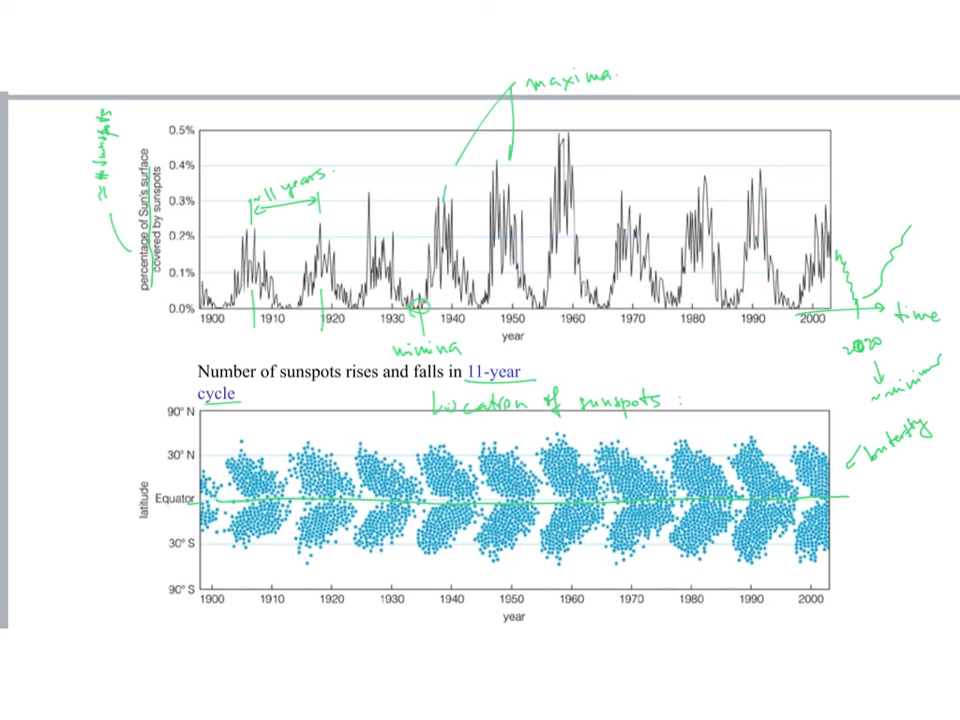 maxima.
≈ # sunspots
percentage of Sun's surface
covered by sunspots
0.5%
0.4%
0.3%
0.2%
0.1%
0.0%
~11 years.
1900 1910 1920 1930 1940 1950 1960 1970 1980 1990 2000
year
time
2020
minima
~ minimum
Number of sunspots rises and falls in 11-year
cycle
Location of sunspots :
butterfly
latitude
90° N
30° N
Equator
30° S
90° S
1900 1910 1920 1930 1940 1950 1960 1970 1980 1990 2000
year